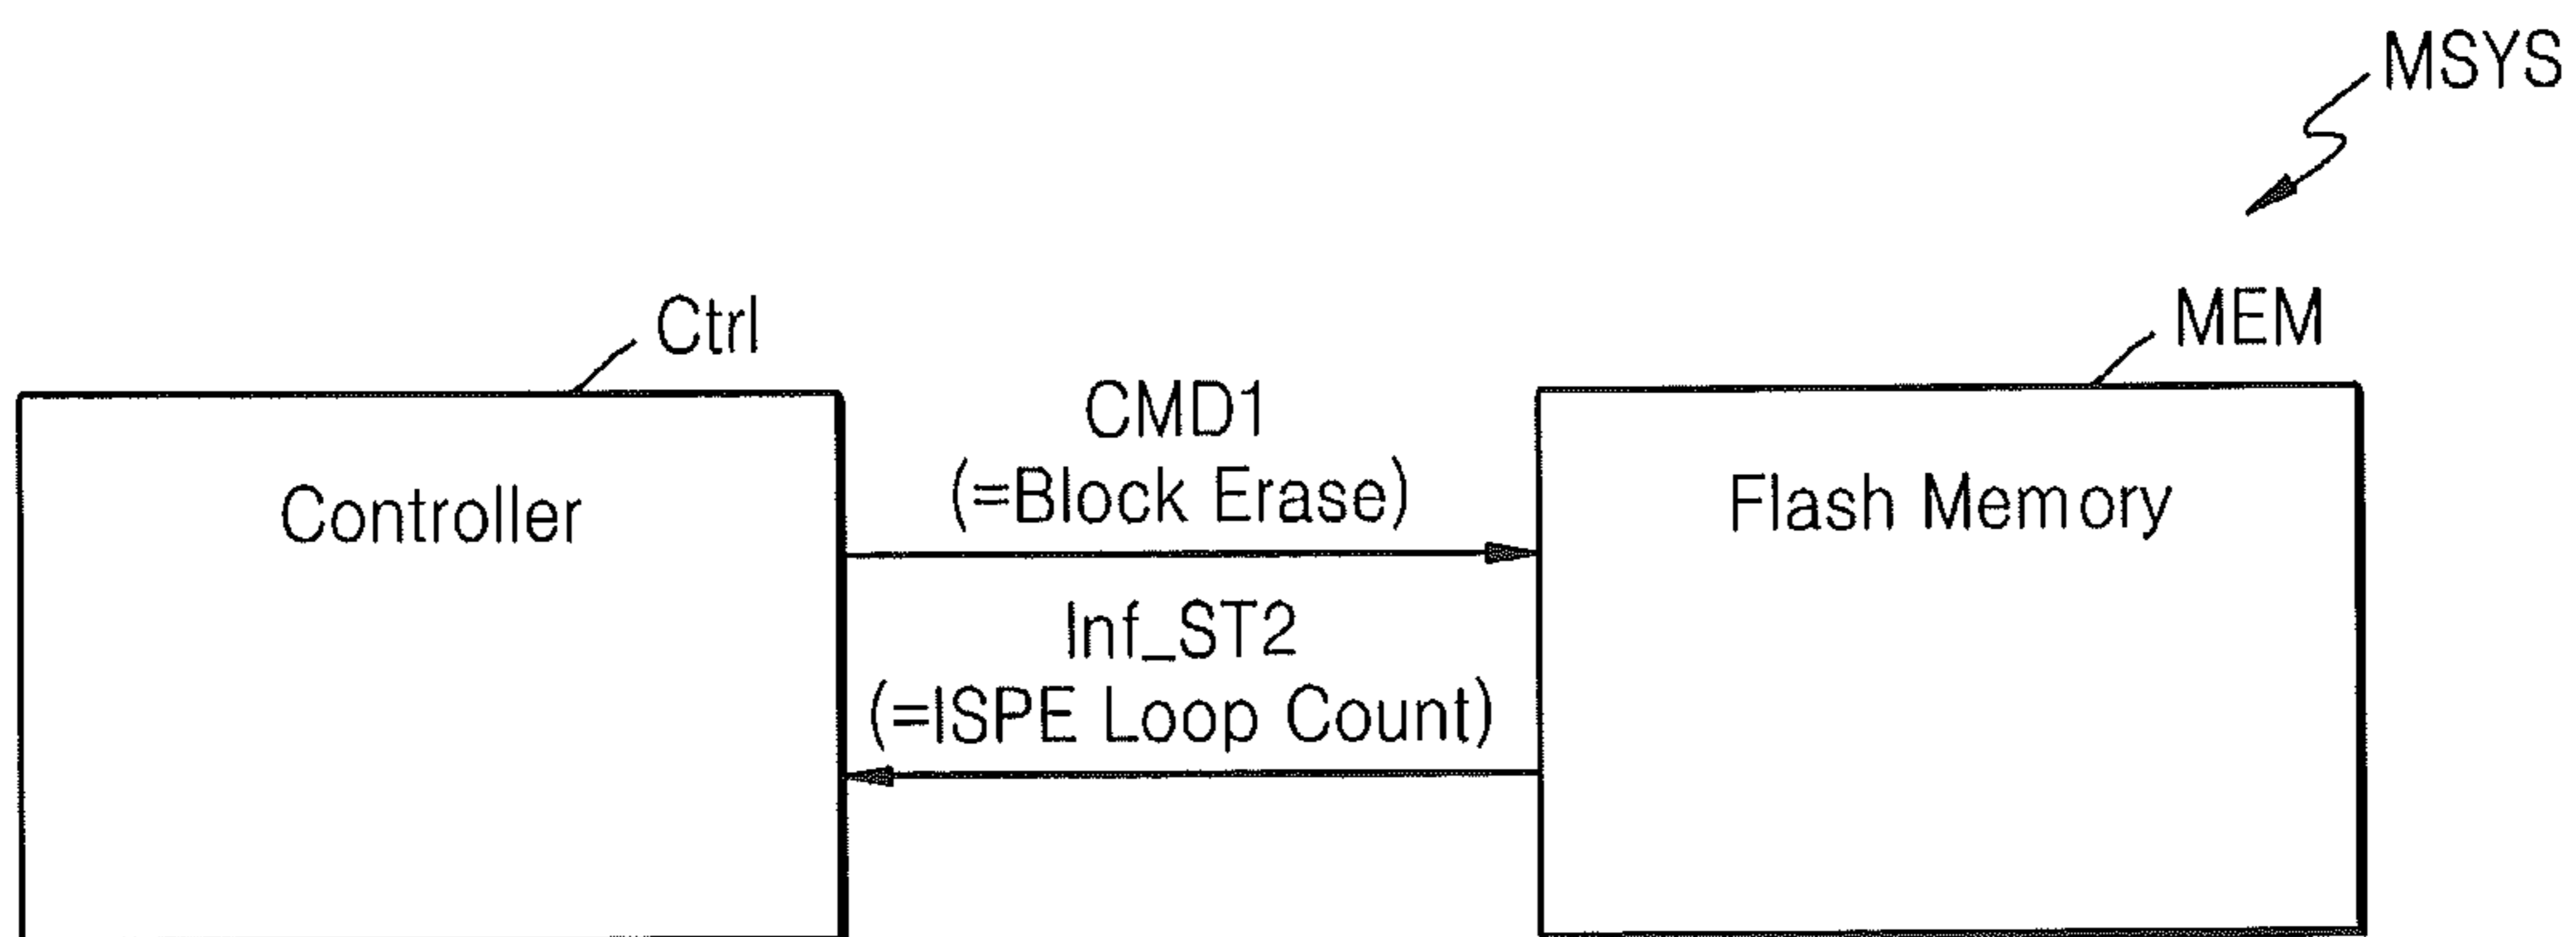 MSYS
Ctrl
MEM
CMD1
(=Block Erase)
Controller
Flash Memory
Inf_ST2
(=ISPE Loop Count)